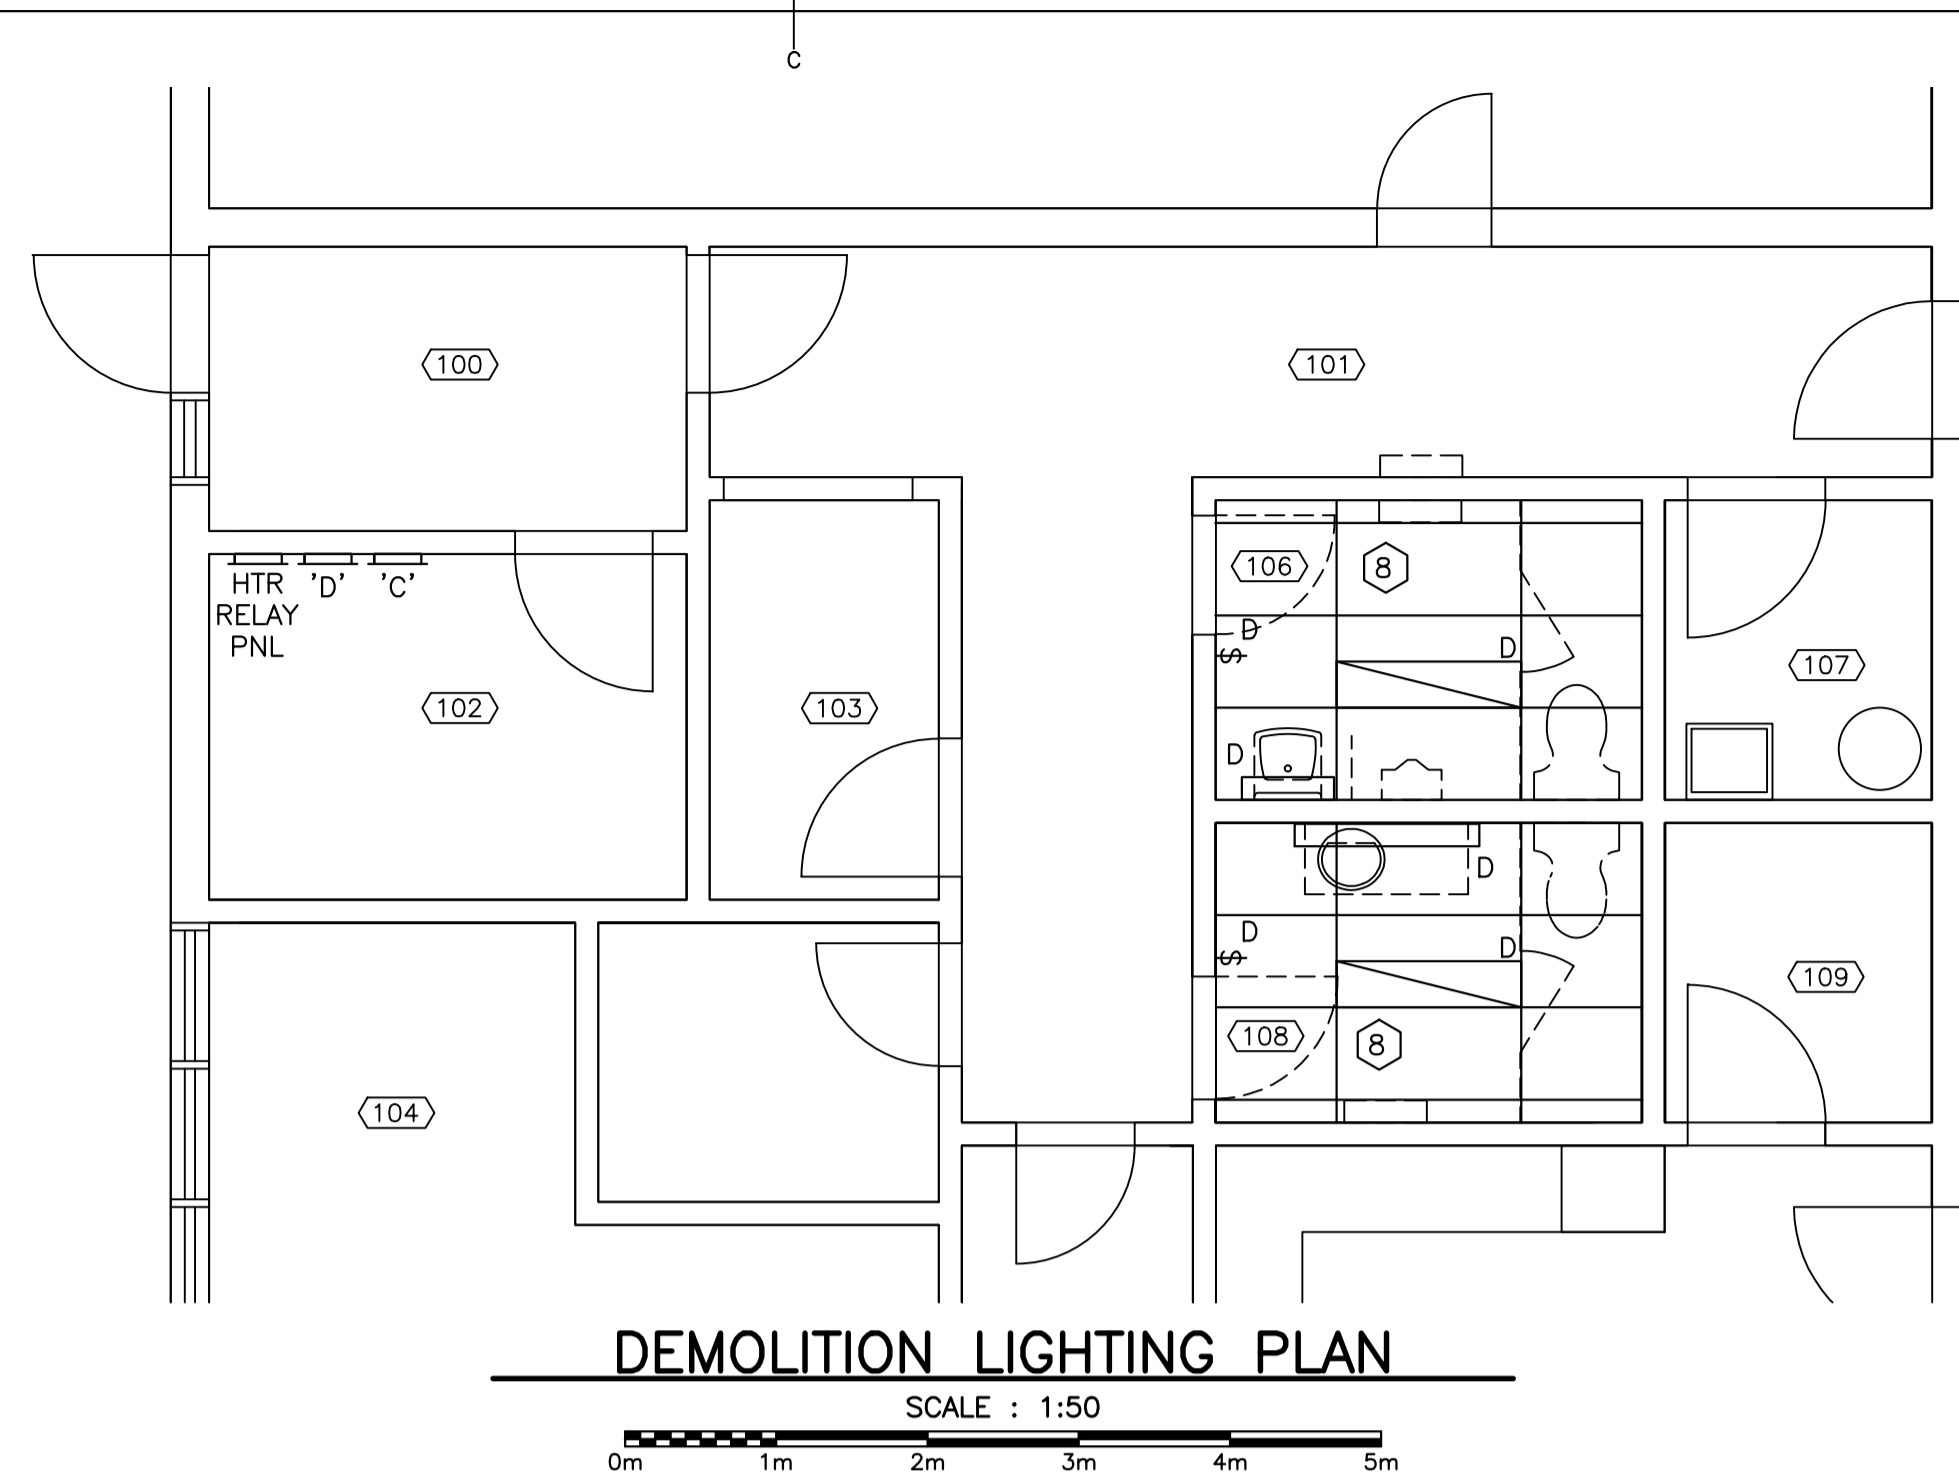 C
100
101
106
8
HTR
RELAY
PNL
'D'
'C'
D
$
D
107
102
103
D
D
D
$
D
109
108
8
104
DEMOLITION LIGHTING PLAN
SCALE : 1:50
0m 1m 2m 3m 4m 5m